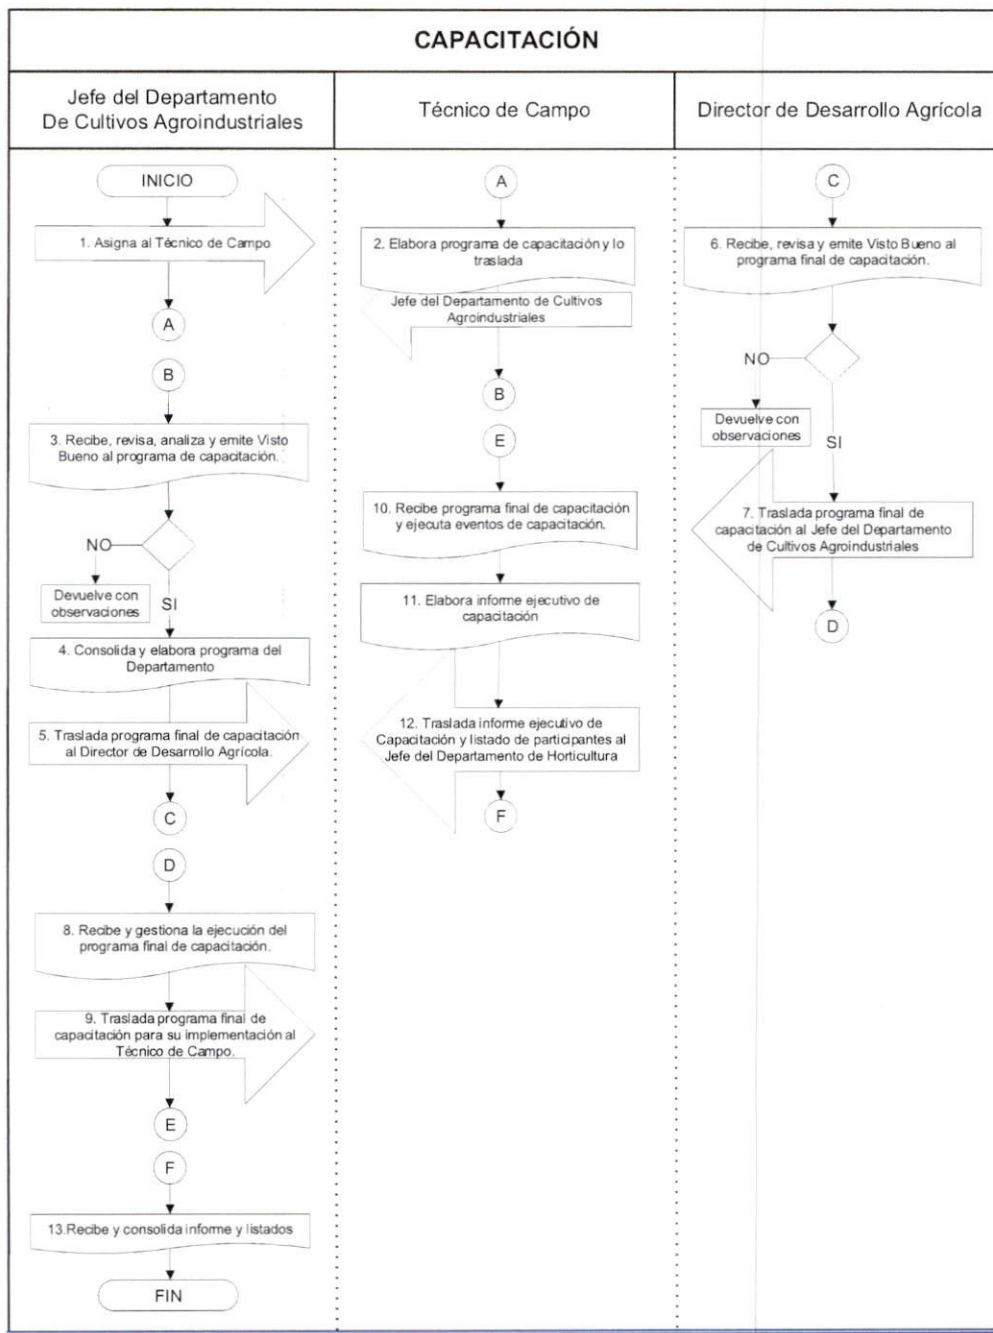 CAPACITACIÓN
Jefe del Departamento
De Cultivos Agroindustriales
Técnico de Campo
Director de Desarrollo Agrícola
INICIO
1. Asigna al Técnico de Campo
A
B
3. Recibe, revisa, analiza y emite Visto
Bueno al programa de capacitación.
NO
Devuelve con
observaciones
SI
4. Consolida y elabora programa del
Departamento
5. Traslada programa final de capacitación
al Director de Desarrollo Agrícola.
C
D
8. Recibe y gestiona la ejecución del
programa final de capacitación.
9. Traslada programa final de
capacitación para su implementación al
Técnico de Campo.
E
F
13.Recibe y consolida informe y listados
FIN
A
2. Elabora programa de capacitación y lo
traslada
Jefe del Departamento de Cultivos
Agroindustriales
B
E
10. Recibe programa final de capacitación
y ejecuta eventos de capacitación.
11. Elabora informe ejecutivo de
capacitación
12. Traslada informe ejecutivo de
Capacitación y listado de participantes al
Jefe del Departamento de Horticultura
F
C
6. Recibe, revisa y emite Visto Bueno al
programa final de capacitación.
NO
Devuelve con
observaciones
SI
7. Traslada programa final de
capacitación al Jefe del Departamento
de Cultivos Agroindustriales
D